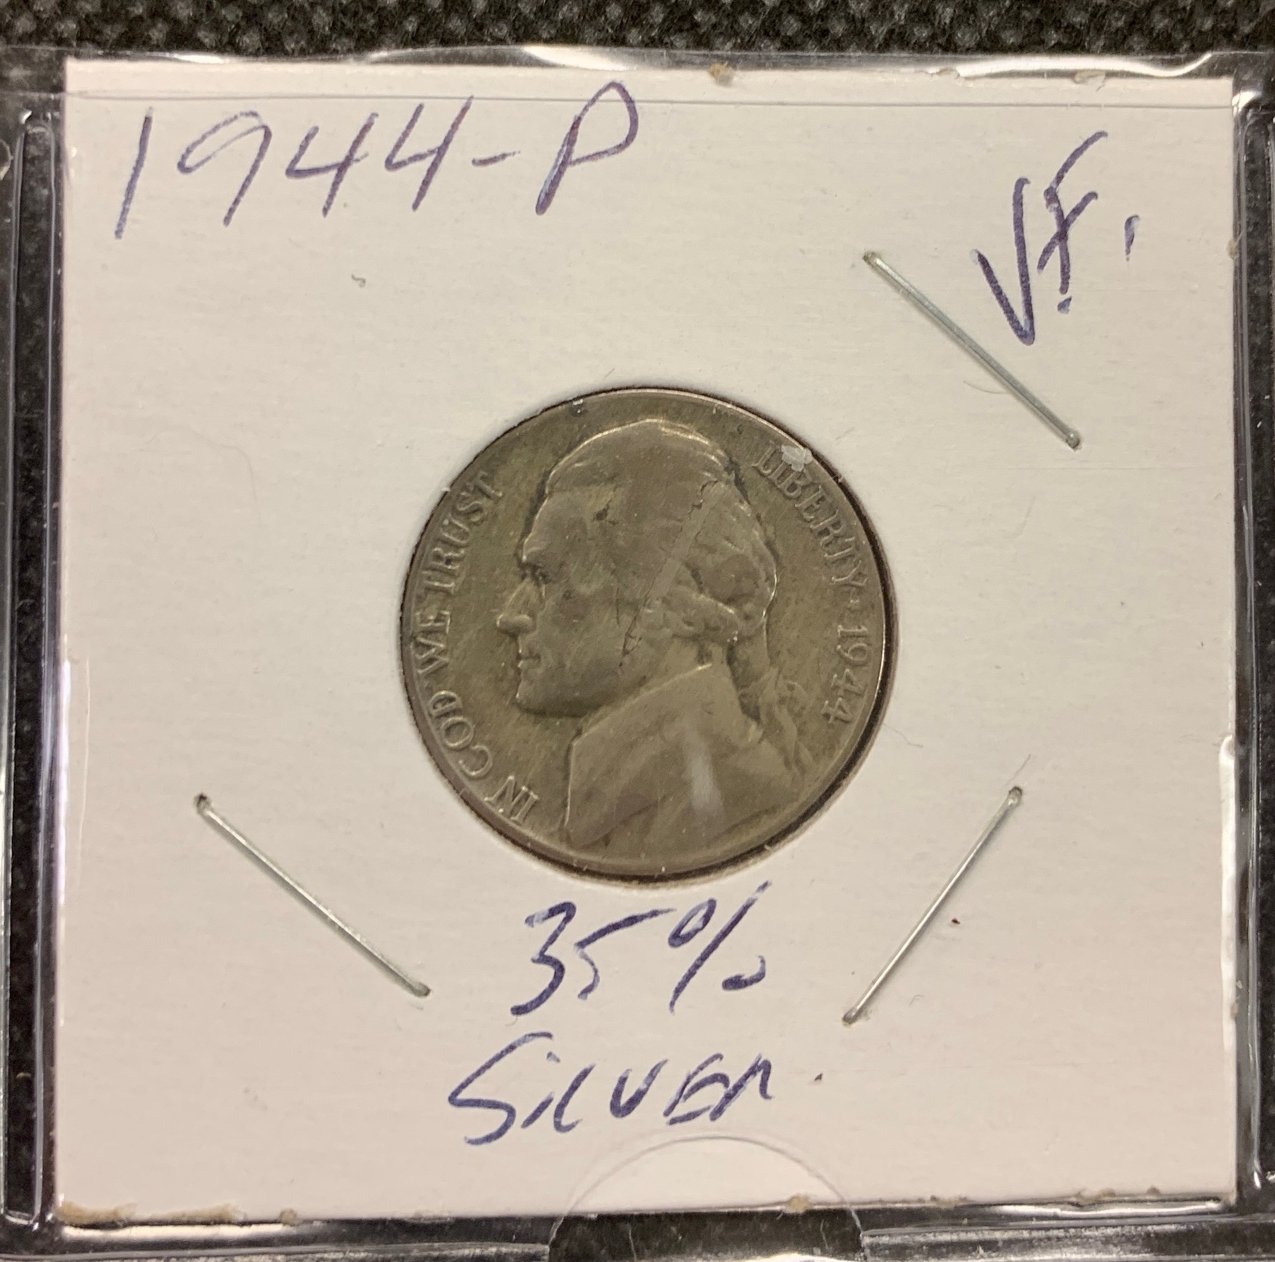 1944-P
VF.
IN GOD WE TRUST
LIBERTY * 1944
35%
SILVER